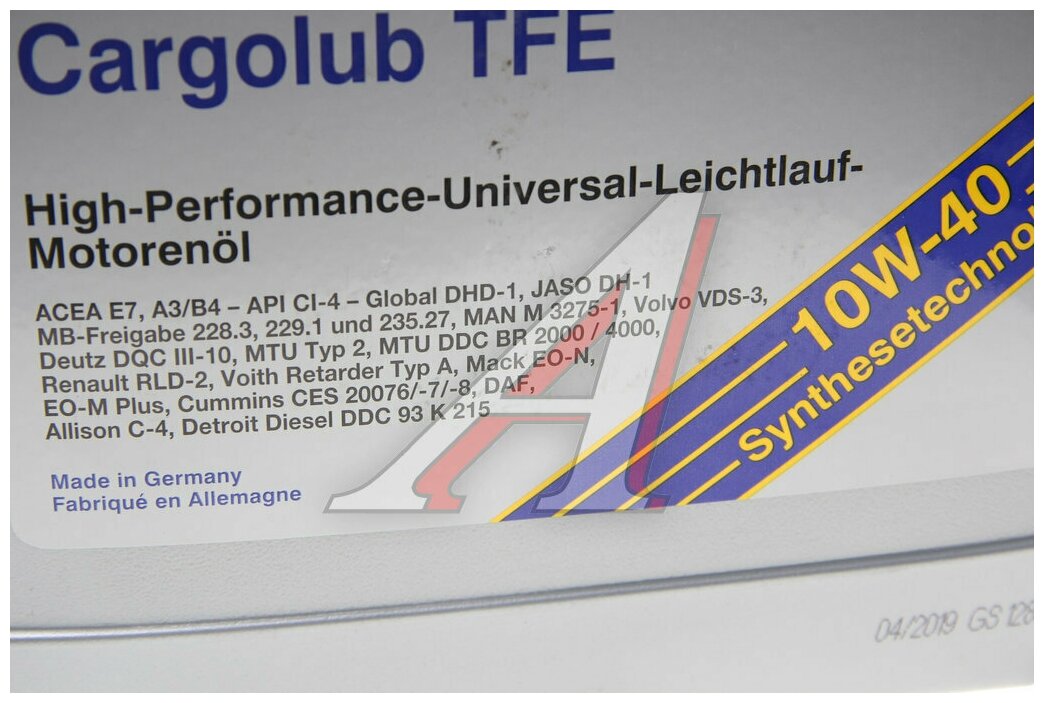 Cargolub TFE
High-Performance-Universal-Leichtlauf-
Motorenöl
ACEA E7, A3/B4 – API CI-4 – Global DHD-1, JASO DH-1
MB-Freigabe 228.3, 229.1 und 235.27, MAN M 3275-1, Volvo VDS-3,
Deutz DQC III-10, MTU Typ 2, MTU DDC BR 2000 / 4000,
Renault RLD-2, Voith Retarder Typ A, Mack EO-N,
EO-M Plus, Cummins CES 20076/-7/-8, DAF,
Allison C-4, Detroit Diesel DDC 93 K 215
Made in Germany
Fabriqué en Allemagne
10W-40
04/2019 GS